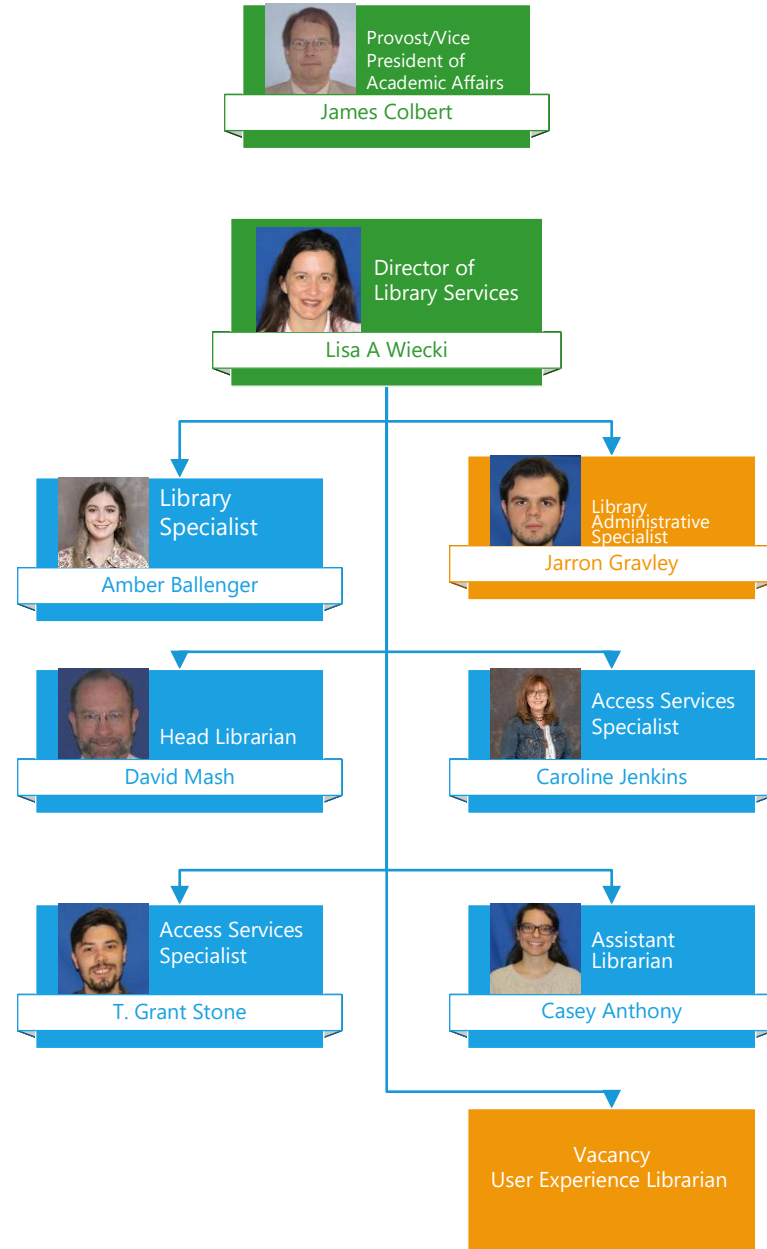 Provost/Vice
President of
Academic Affairs
James Colbert
Director of
Library Services
Lisa A Wiecki
Library
Specialist
Amber Ballenger
Library
Administrative
Specialist
Jarron Gravley
Head Librarian
David Mash
Access Services
Specialist
Caroline Jenkins
Access Services
Specialist
T. Grant Stone
Assistant
Librarian
Casey Anthony
Vacancy
User Experience Librarian